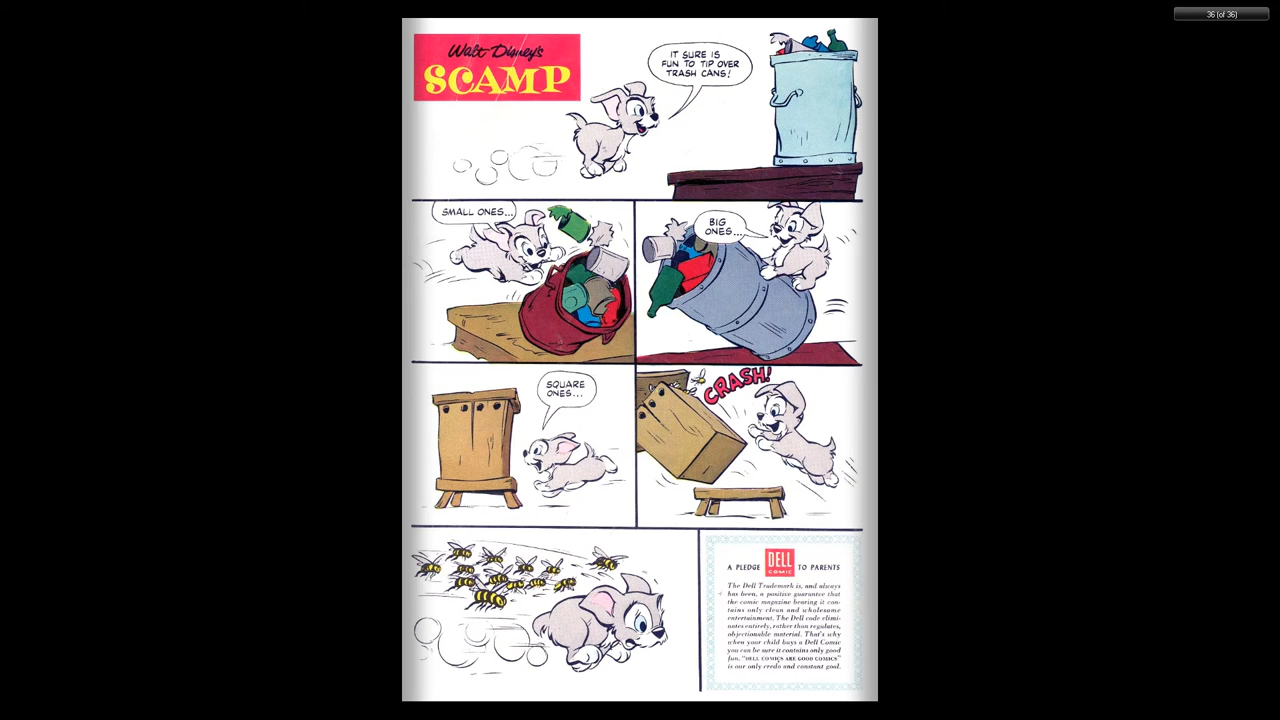 36 (of 36)
Walt Disney's
SCAMP
IT SURE IS
FUN TO TIP OVER
TRASH CANS!
SMALL ONES...
BIG
ONES...
SQUARE
ONES...
CRASH!
A PLEDGE DELL COMIC TO PARENTS
The Dell Trademark is, and always
has been, a positive guarantee that
the comic magazine bearing it con-
tains only clean and wholesome
entertainment. The Dell code elimi-
nates entirely, rather than regulates,
objectionable material. That's why
when your child buys a Dell Comic
you can be sure it contains only good
fun. "DELL COMICS ARE GOOD COMICS"
is our only credo and constant goal.